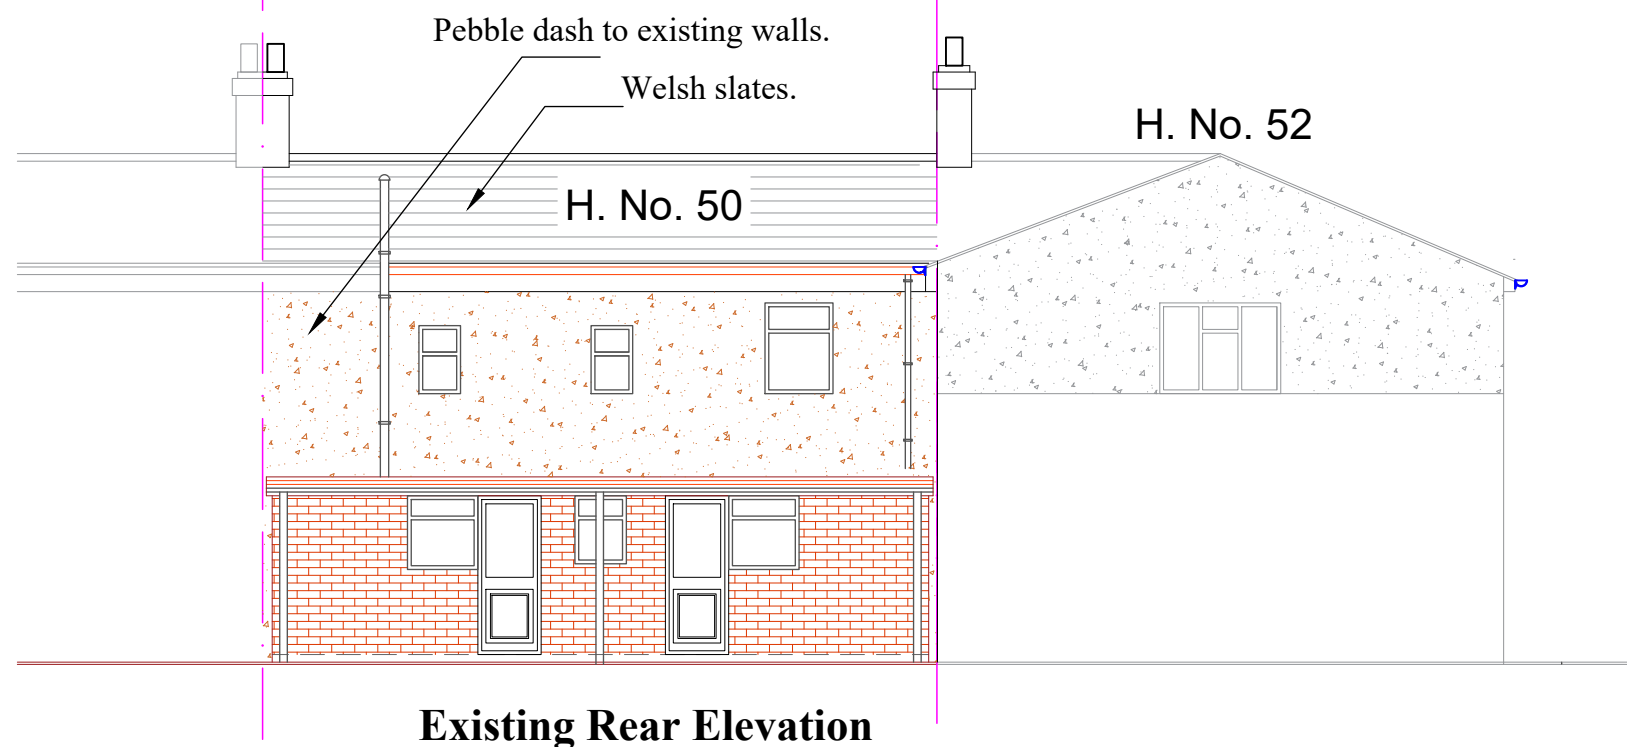 Pebble dash to existing walls.
Welsh slates.
H. No. 52
H. No. 50
Existing Rear Elevation